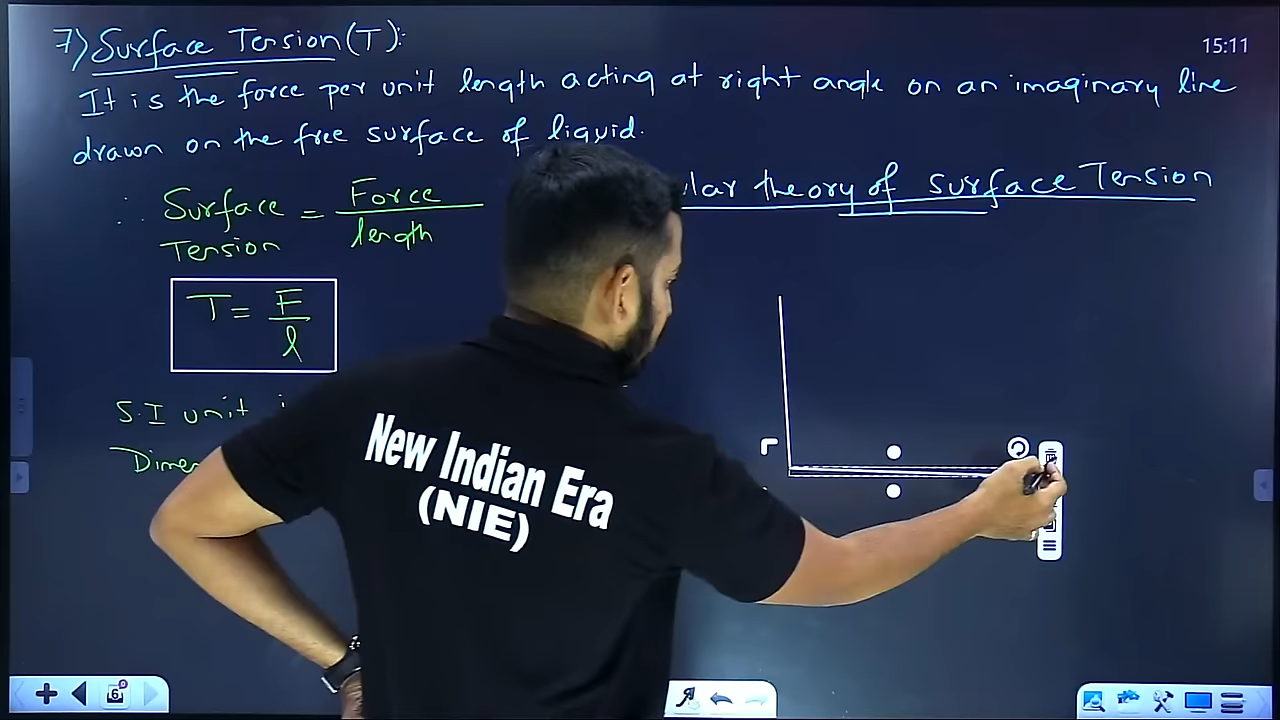 7) Surface Tension (T):
15:11
It is the force per unit length acting at right angle on an imaginary line
drawn on the free surface of liquid.
lar theory of surface Tension
∴ Surface Tension = Force / length
T = F / l
S.I unit
New Indian Era
(NIE)
6